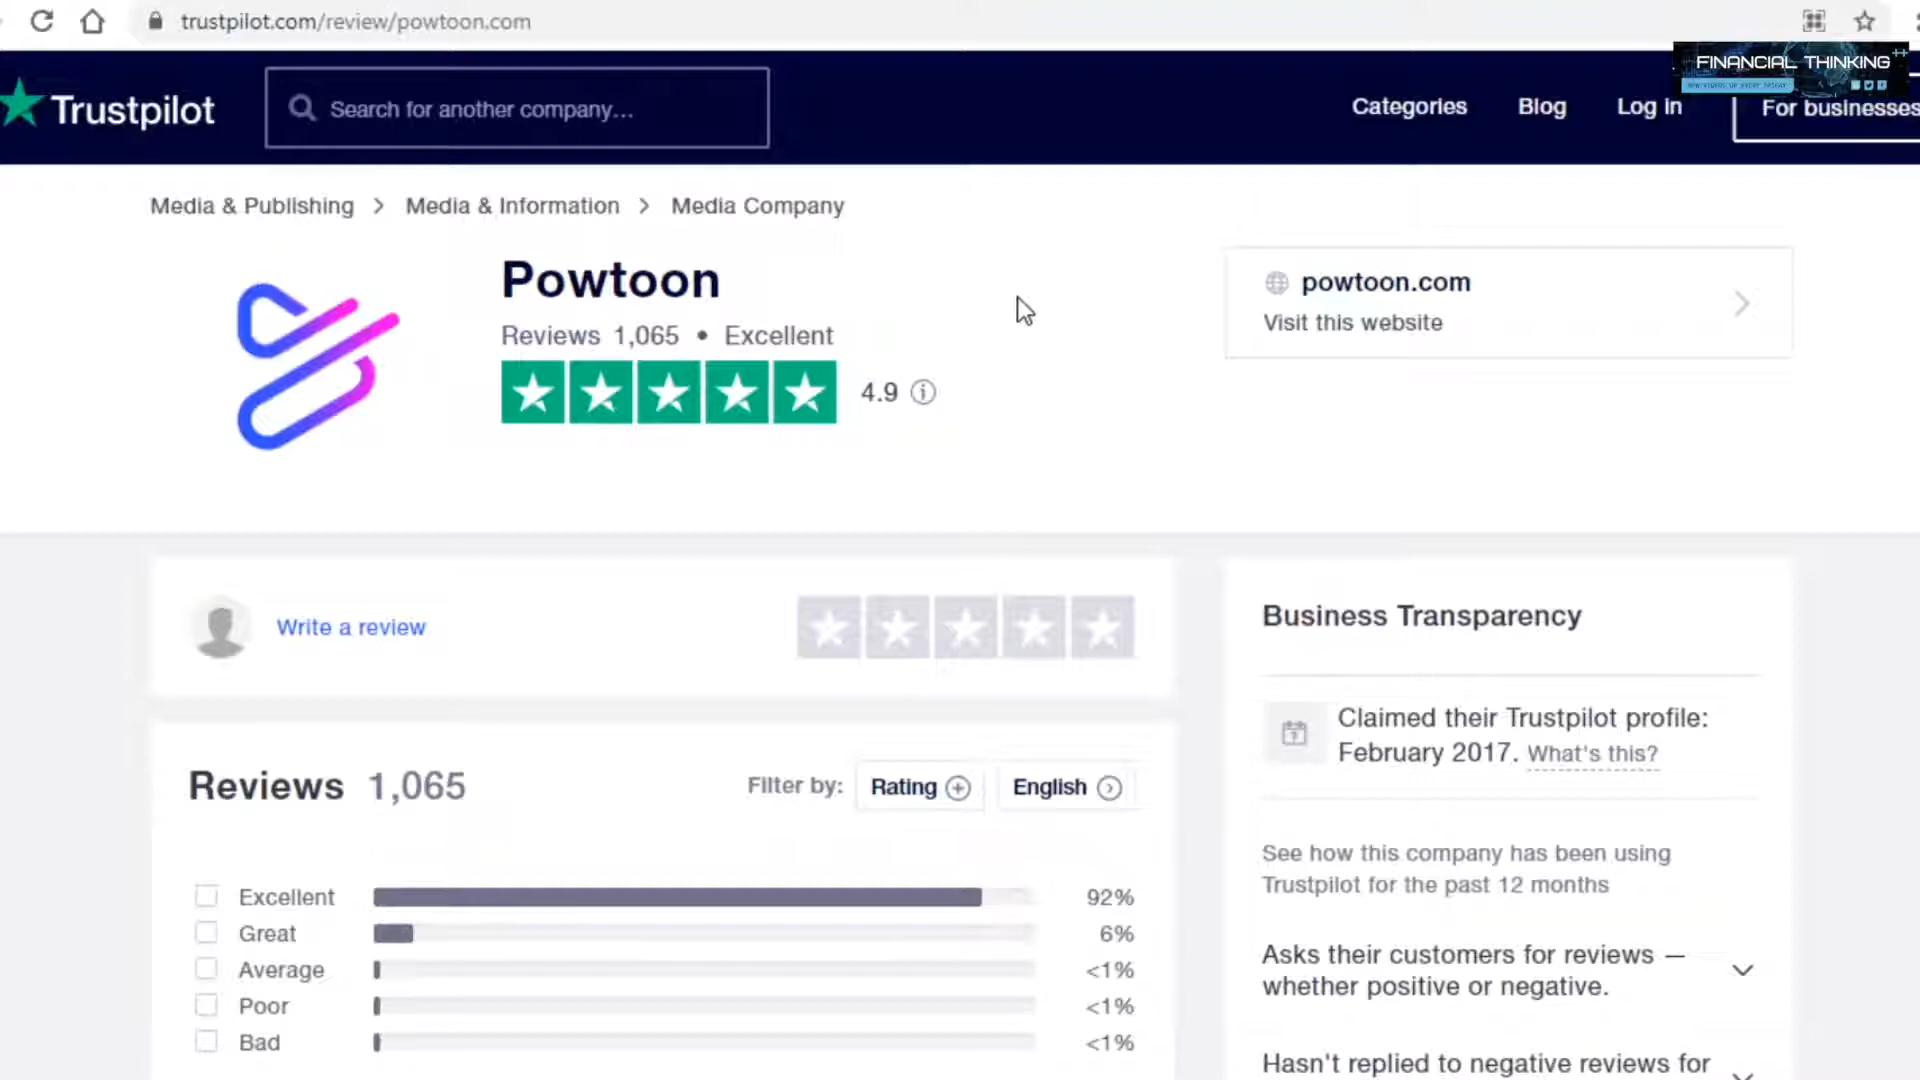 trustpilot.com/review/powtoon.com
FINANCIAL THINKING
Trustpilot
Search for another company...
Categories
Blog
Log in
For businesses
Media & Publishing > Media & Information > Media Company
Powtoon
Reviews 1,065 • Excellent
4.9
powtoon.com
Visit this website
Write a review
Reviews 1,065
Filter by:
Rating
English
Excellent 92%
Great 6%
Average <1%
Poor <1%
Bad <1%
Business Transparency
Claimed their Trustpilot profile:
February 2017. What's this?
See how this company has been using
Trustpilot for the past 12 months
Asks their customers for reviews —
whether positive or negative.
Hasn't replied to negative reviews for